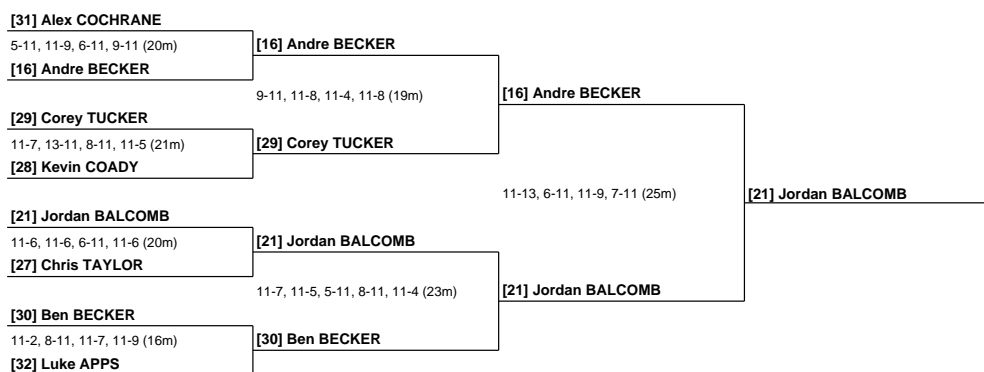 [31] Alex COCHRANE
5-11, 11-9, 6-11, 9-11 (20m)
[16] Andre BECKER
[16] Andre BECKER
9-11, 11-8, 11-4, 11-8 (19m)
[16] Andre BECKER
[29] Corey TUCKER
11-7, 13-11, 8-11, 11-5 (21m)
[29] Corey TUCKER
[28] Kevin COADY
11-13, 6-11, 11-9, 7-11 (25m)
[21] Jordan BALCOMB
[21] Jordan BALCOMB
11-6, 11-6, 6-11, 11-6 (20m)
[21] Jordan BALCOMB
[27] Chris TAYLOR
11-7, 11-5, 5-11, 8-11, 11-4 (23m)
[21] Jordan BALCOMB
[30] Ben BECKER
11-2, 8-11, 11-7, 11-9 (16m)
[30] Ben BECKER
[32] Luke APPS